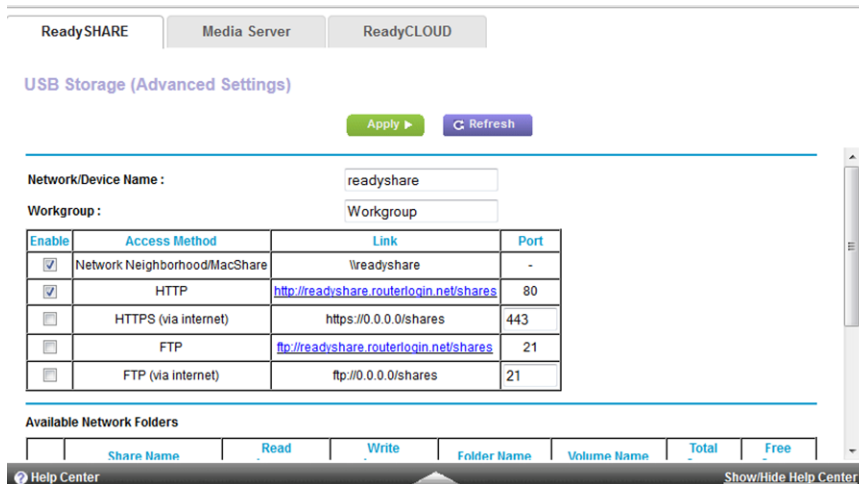 ReadySHARE Media Server ReadyCLOUD
USB Storage (Advanced Settings)
Apply Refresh
Network/Device Name : readyshare
Workgroup : Workgroup
Enable Access Method Link Port
Network Neighborhood/MacShare \\readyshare -
HTTP http://readyshare.routerlogin.net/shares 80
HTTPS (via internet) https://0.0.0.0/shares 443
FTP ftp://readyshare.routerlogin.net/shares 21
FTP (via internet) ftp://0.0.0.0/shares 21
Available Network Folders
Share Name Read Write Folder Name Volume Name Total Free
Help Center Show/Hide Help Center